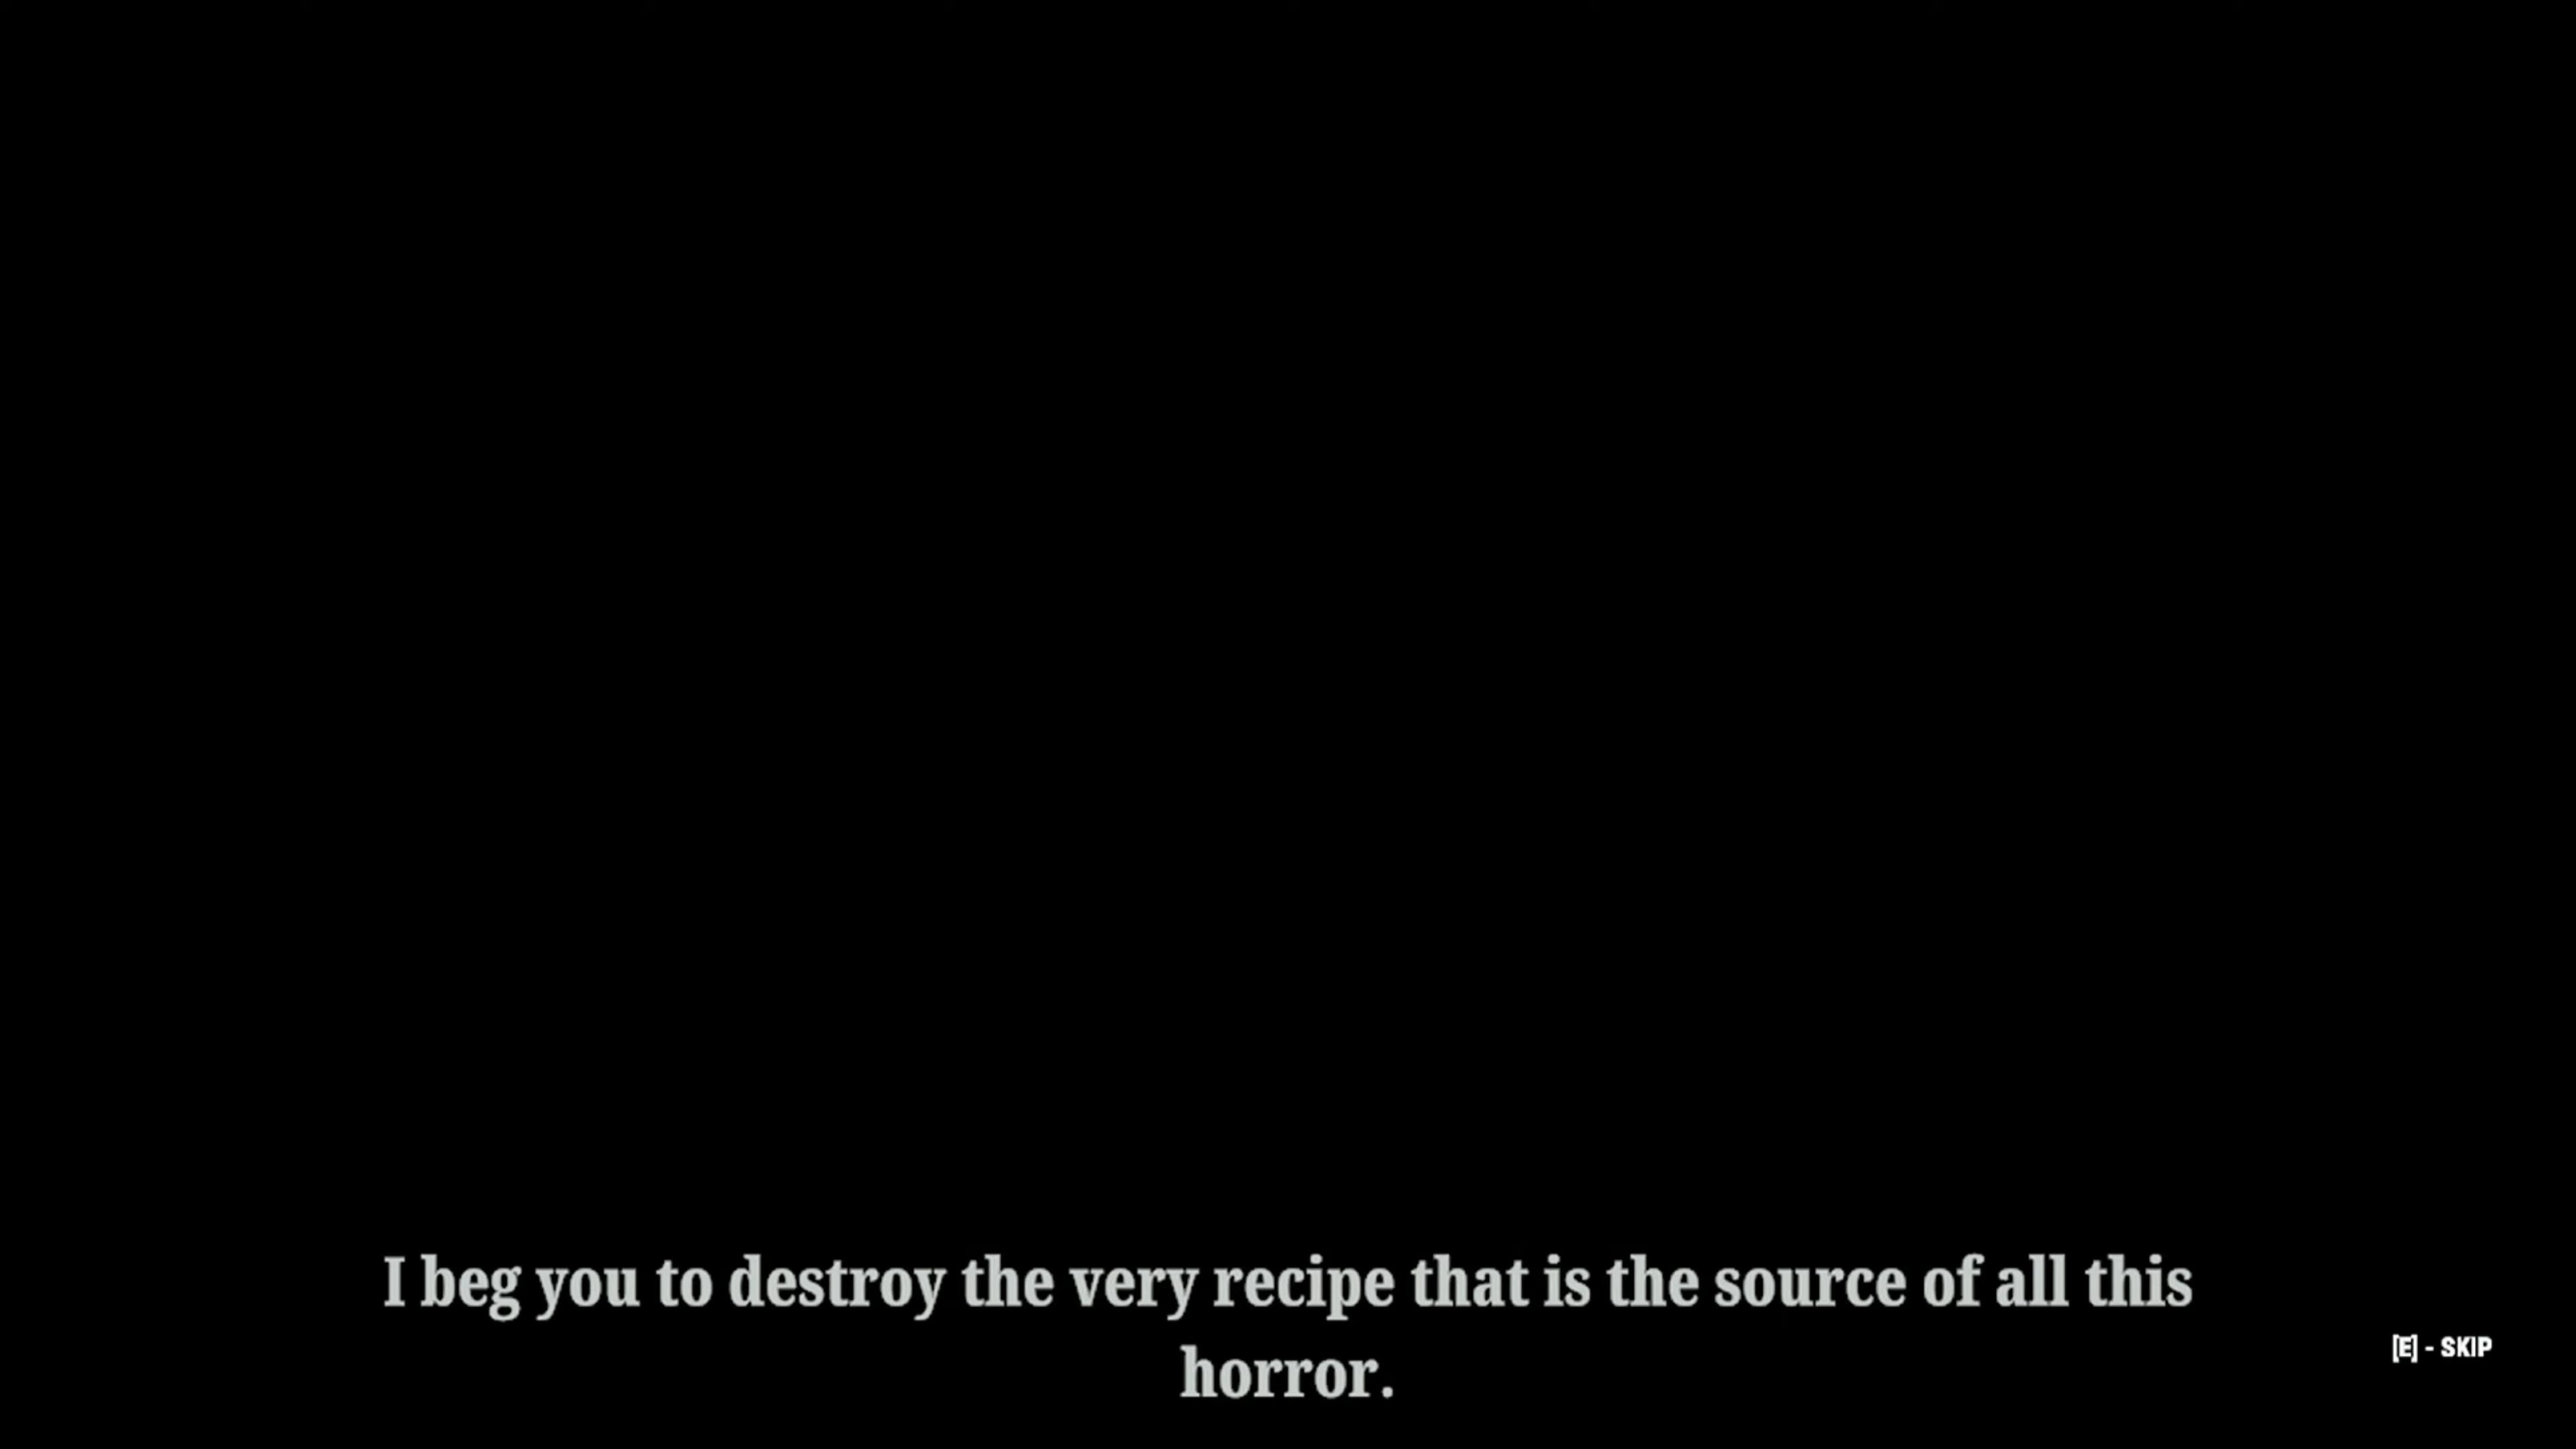 I beg you to destroy the very recipe that is the source of all this
horror.
[E] - SKIP